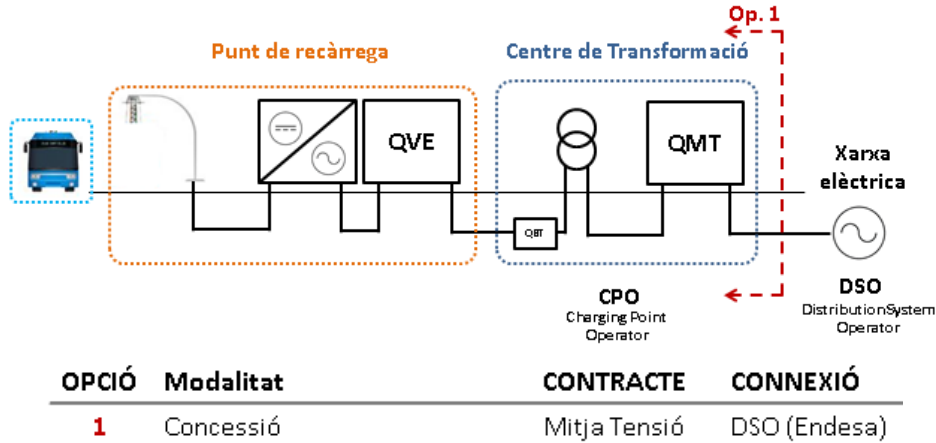 Op. 1
Punt de recàrrega
Centre de Transformació
QVE
QMT
QBT
Xarxa
elèctrica
CPO
Charging Point
Operator
DSO
DistributionSystem
Operator
OPCIÓ Modalitat CONTRACTE CONNEXIÓ
1 Concessió Mitja Tensió DSO (Endesa)